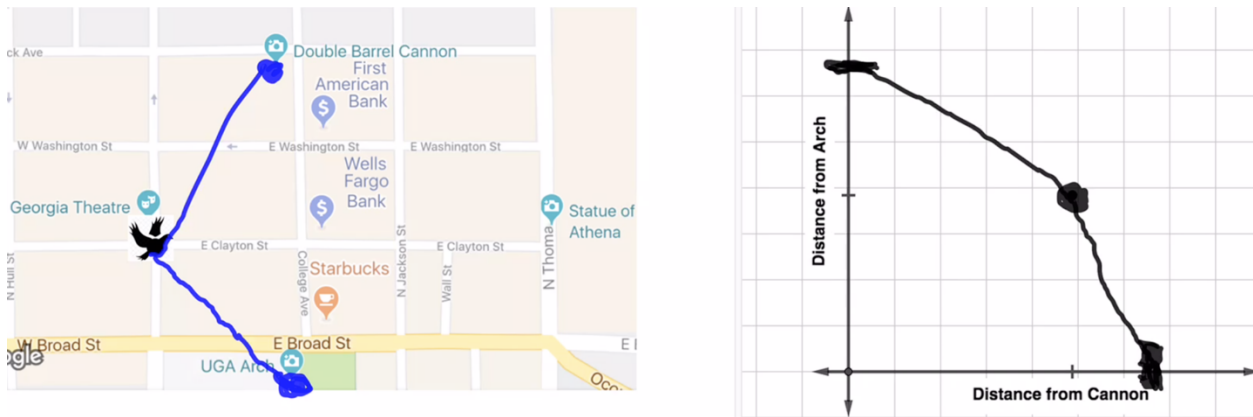 ck Ave
Double Barrel Cannon
First
American
Bank
W Washington St
E Washington St
E Washington St
Wells
Fargo
Bank
Georgia Theatre
Statue of
Athena
E Clayton St
E Clayton St
N Hull St
College Ave
N Jackson St
Wall St
N Thoma
Starbucks
W Broad St
E Broad St
E
ogle
UGA Arch
Oco
Distance from Arch
Distance from Cannon